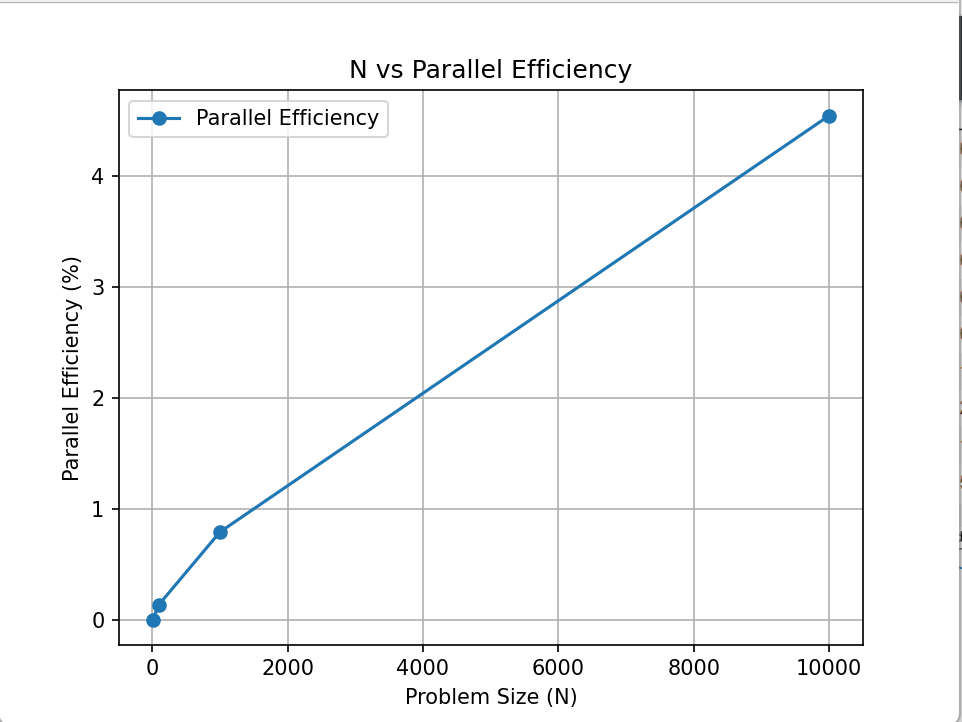 N vs Parallel Efficiency
Parallel Efficiency
4
3
2
1
0
Parallel Efficiency (%)
0 2000 4000 6000 8000 10000
Problem Size (N)